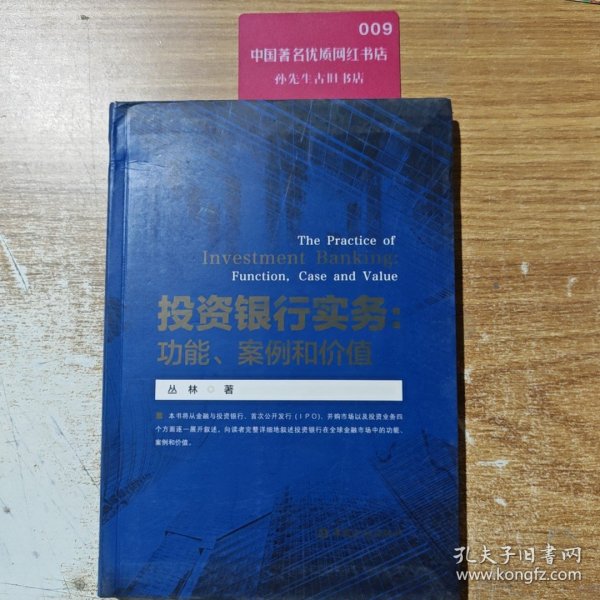 009
中国著名优质网红书店
孙先生古旧书店
The Practice of
Investment Banking:
Function, Case and Value
投资银行实务：
功能、案例和价值
丛 林 ◇ 著
本书将从金融与投资银行、首次公开发行（IPO）、并购市场以及投资业务四
个方面逐一展开叙述，向读者完整详细地叙述投资银行在全球金融市场中的功能、
案例和价值。
孔夫子旧书网
www.kongfz.com